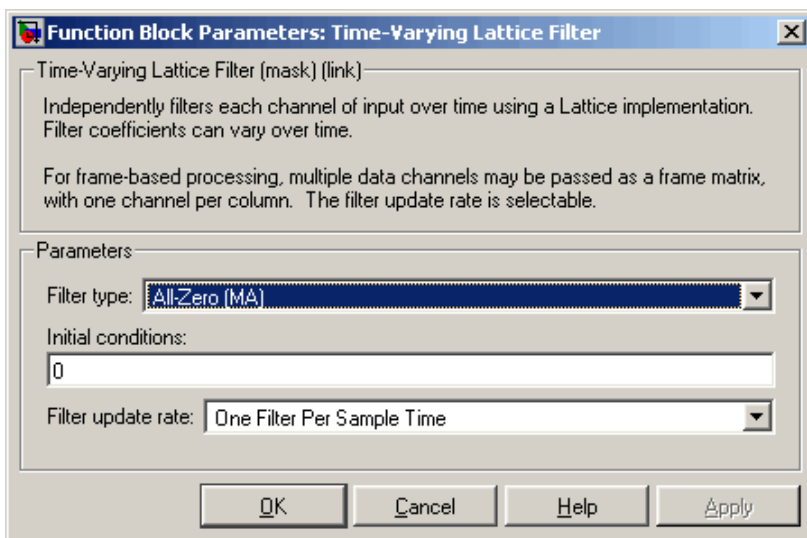 Function Block Parameters: Time-Varying Lattice Filter
Time-Varying Lattice Filter (mask) (link)
Independently filters each channel of input over time using a Lattice implementation.
Filter coefficients can vary over time.
For frame-based processing, multiple data channels may be passed as a frame matrix,
with one channel per column. The filter update rate is selectable.
Parameters
Filter type: All-Zero (MA)
Initial conditions:
0
Filter update rate: One Filter Per Sample Time
OK Cancel Help Apply